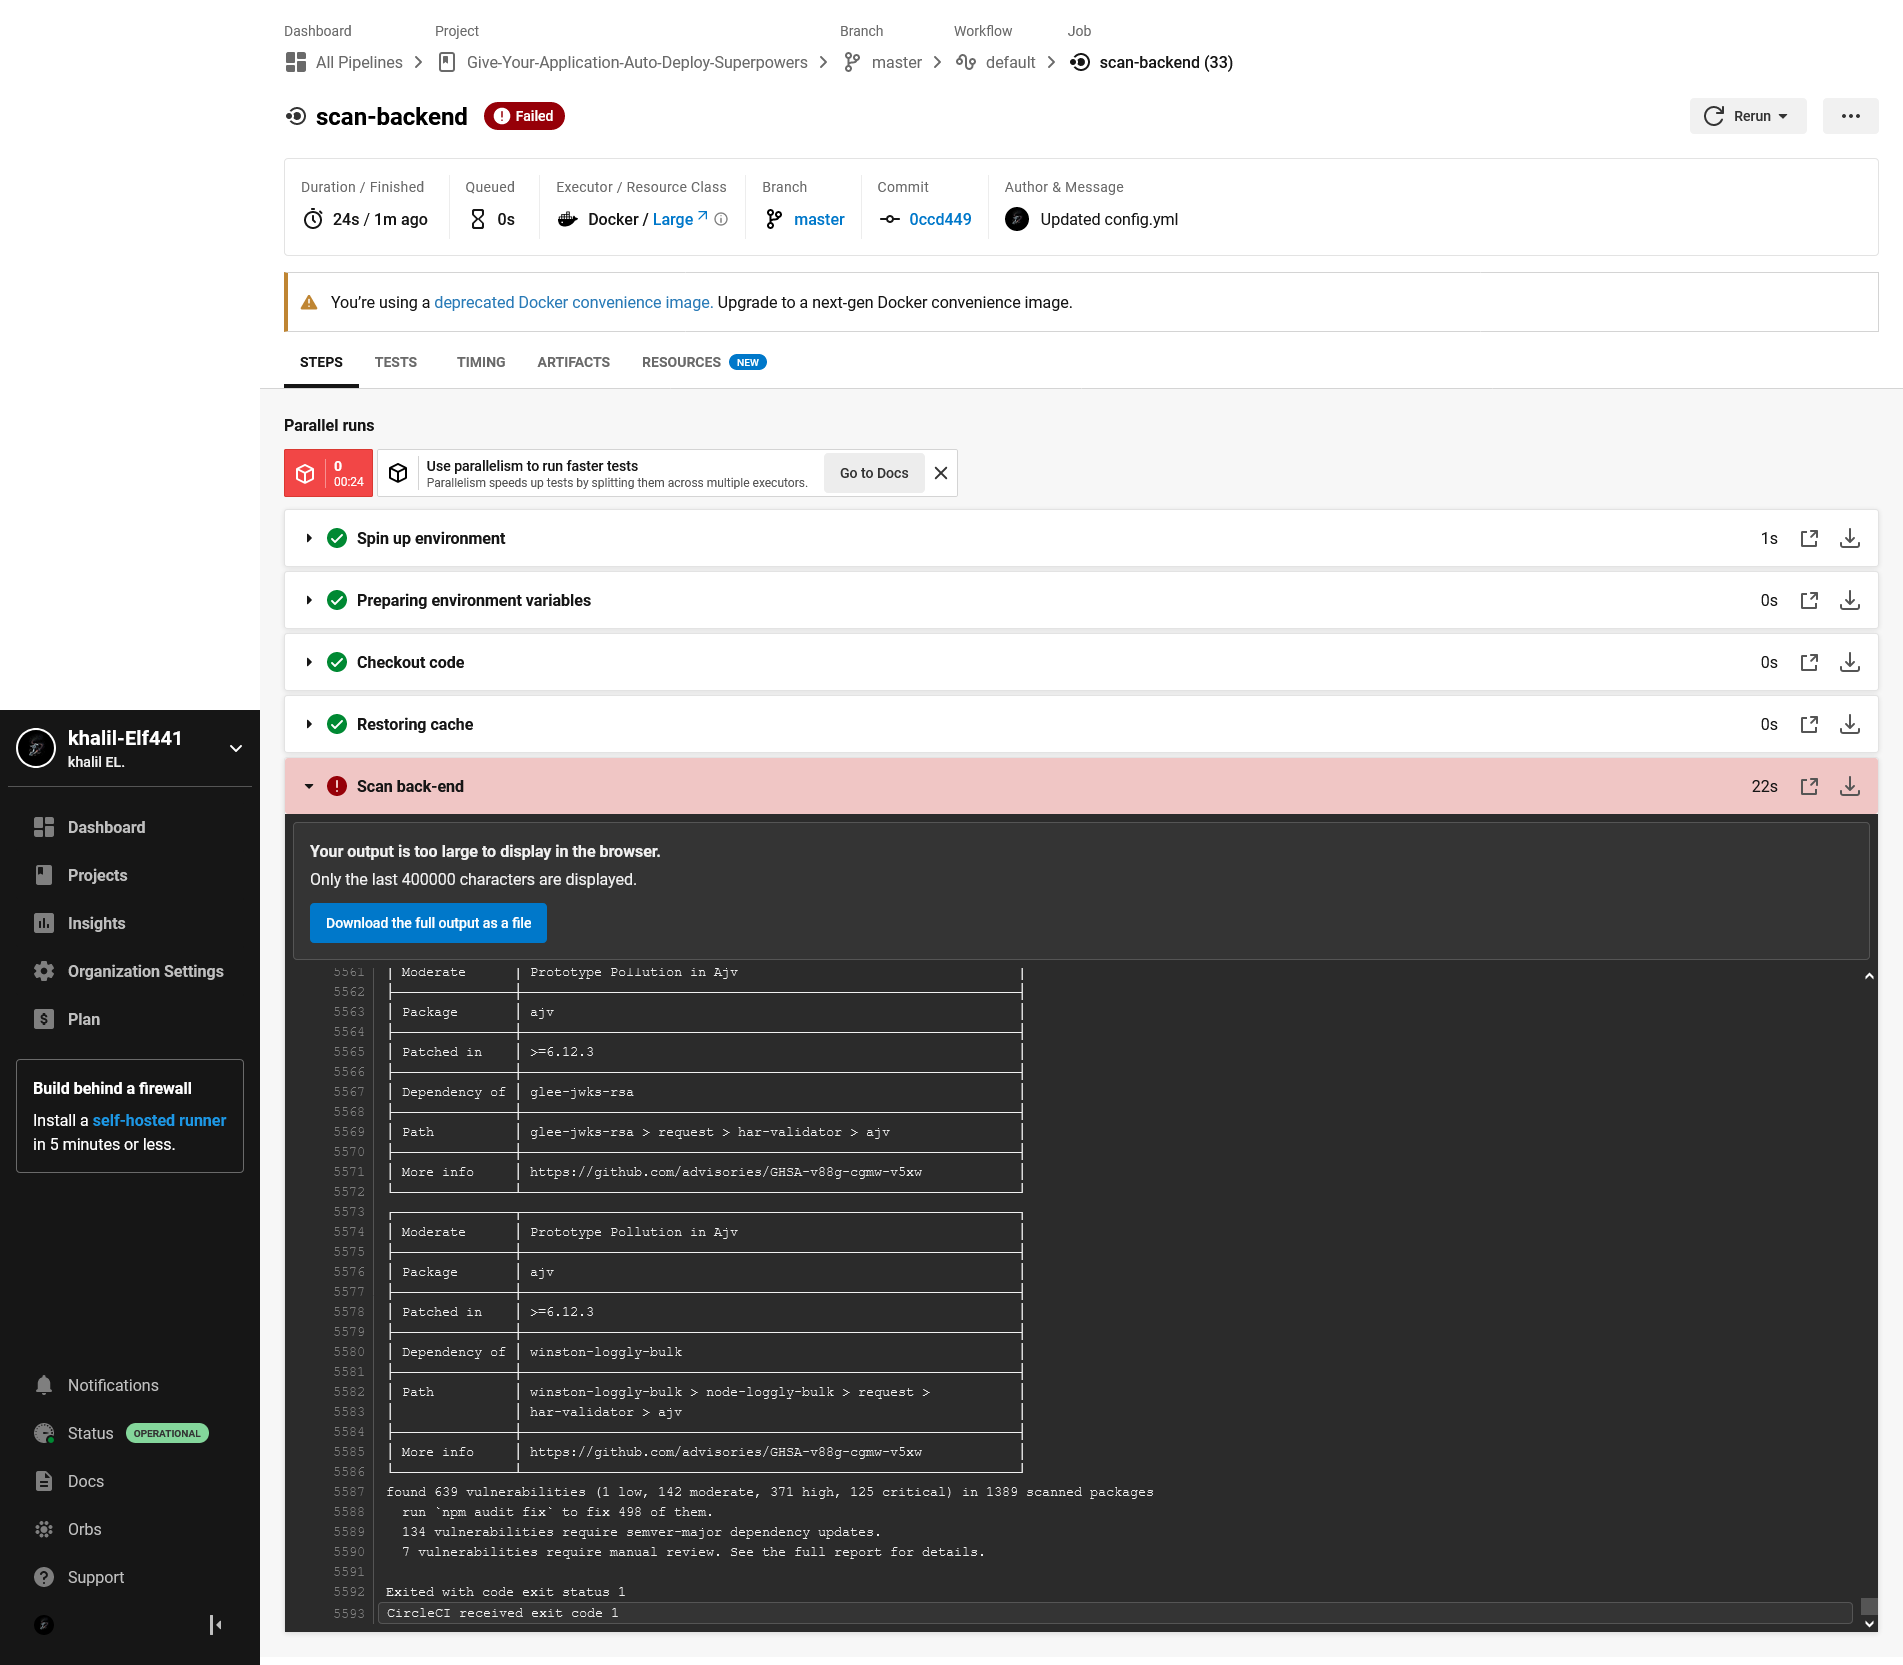 Dashboard Project Branch Workflow Job
All Pipelines Give-Your-Application-Auto-Deploy-Superpowers master default scan-backend (33)
scan-backend Failed Rerun
Duration / Finished Queued Executor / Resource Class Branch Commit Author & Message
24s / 1m ago 0s Docker / Large master 0ccd449 Updated config.yml
You’re using a deprecated Docker convenience image. Upgrade to a next-gen Docker convenience image.
STEPS TESTS TIMING ARTIFACTS RESOURCES NEW
Parallel runs
0
00:24
Use parallelism to run faster tests
Parallelism speeds up tests by splitting them across multiple executors.
Go to Docs
Spin up environment 1s
Preparing environment variables 0s
Checkout code 0s
Restoring cache 0s
Scan back-end 22s
Your output is too large to display in the browser.
Only the last 400000 characters are displayed.
Download the full output as a file
5561 │ Moderate │ Prototype Pollution in Ajv │
5562
5563 │ Package │ ajv │
5564
5565 │ Patched in │ >=6.12.3 │
5566
5567 │ Dependency of │ glee-jwks-rsa │
5568
5569 │ Path │ glee-jwks-rsa > request > har-validator > ajv │
5570
5571 │ More info │ https://github.com/advisories/GHSA-v88g-cgmw-v5xw │
5572
5573
5574 │ Moderate │ Prototype Pollution in Ajv │
5575
5576 │ Package │ ajv │
5577
5578 │ Patched in │ >=6.12.3 │
5579
5580 │ Dependency of │ winston-loggly-bulk │
5581
5582 │ Path │ winston-loggly-bulk > node-loggly-bulk > request > │
5583 │ │ har-validator > ajv │
5584
5585 │ More info │ https://github.com/advisories/GHSA-v88g-cgmw-v5xw │
5586
5587 found 639 vulnerabilities (1 low, 142 moderate, 371 high, 125 critical) in 1389 scanned packages
5588 run `npm audit fix` to fix 498 of them.
5589 134 vulnerabilities require semver-major dependency updates.
5590 7 vulnerabilities require manual review. See the full report for details.
5591
5592 Exited with code exit status 1
5593 CircleCI received exit code 1
khalil-Elf441
khalil EL.
Dashboard
Projects
Insights
Organization Settings
Plan
Build behind a firewall
Install a self-hosted runner
in 5 minutes or less.
Notifications
Status OPERATIONAL
Docs
Orbs
Support